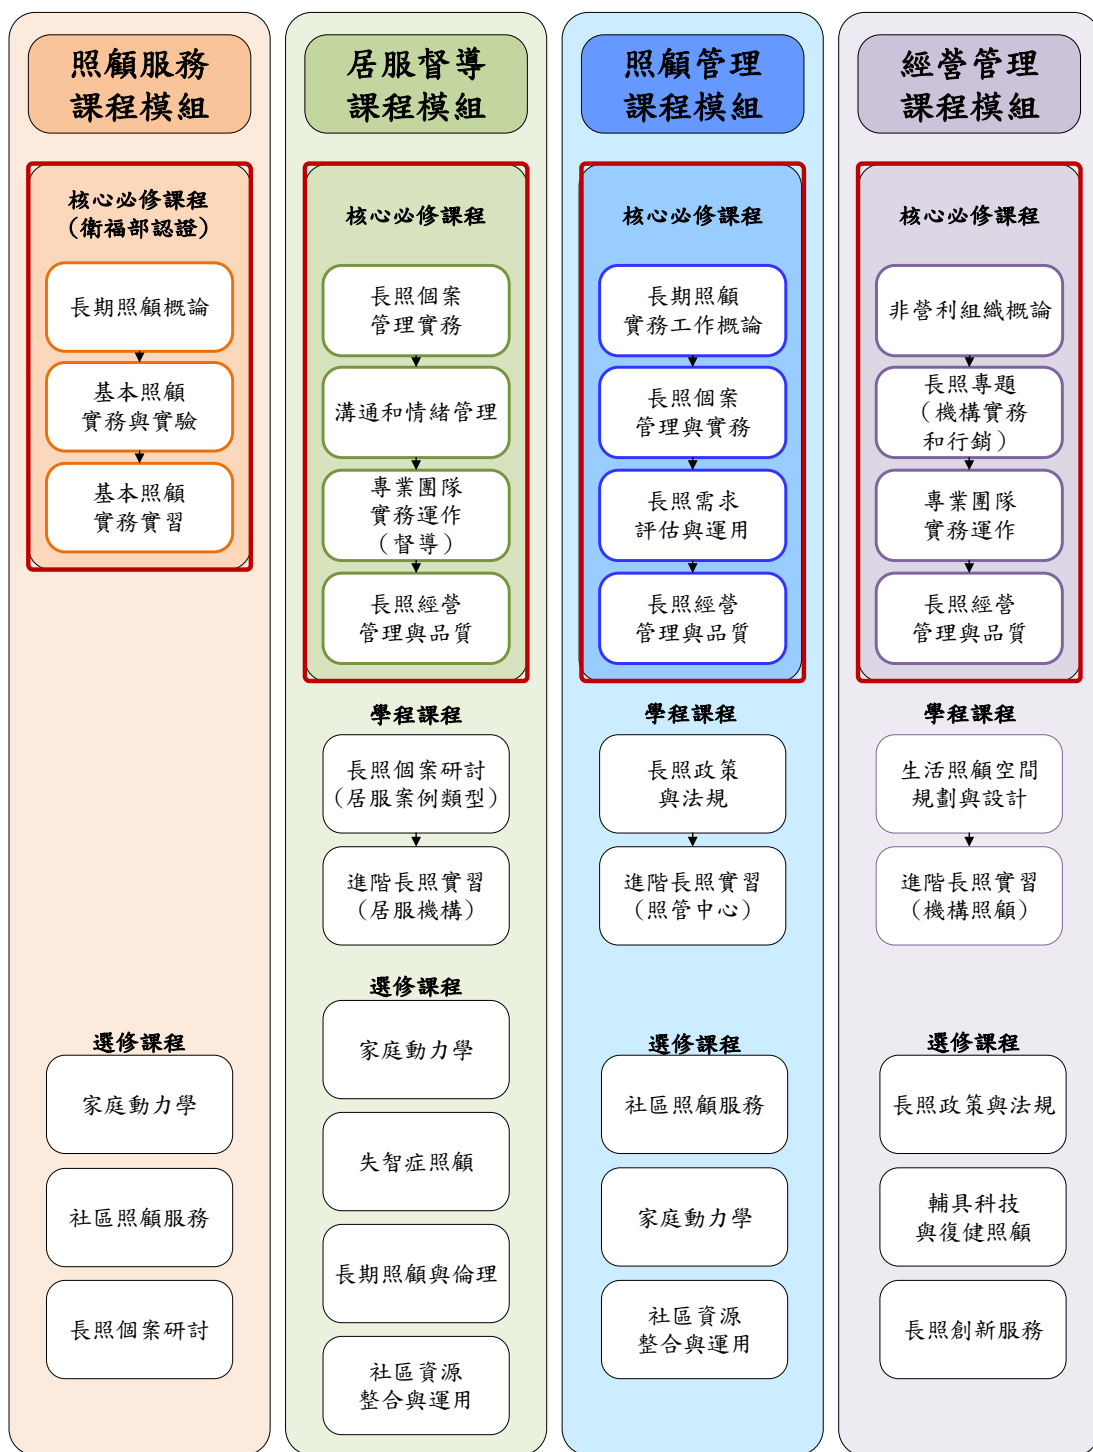 照顧服務
課程模組
核心必修課程
（衛福部認證）
長期照顧概論
基本照顧
實務與實驗
基本照顧
實務實習
選修課程
家庭動力學
社區照顧服務
長照個案研討
居服督導
課程模組
核心必修課程
長照個案
管理實務
溝通和情緒管理
專業團隊
實務運作
（督導）
長照經營
管理與品質
學程課程
長照個案研討
（居服案例類型）
進階長照實習
（居服機構）
選修課程
家庭動力學
失智症照顧
長期照顧與倫理
社區資源
整合與運用
照顧管理
課程模組
核心必修課程
長期照顧
實務工作概論
長照個案
管理與實務
長照需求
評估與運用
長照經營
管理與品質
學程課程
長照政策
與法規
進階長照實習
（照管中心）
選修課程
社區照顧服務
家庭動力學
社區資源
整合與運用
經營管理
課程模組
核心必修課程
非營利組織概論
長照專題
（機構實務
和行銷）
專業團隊
實務運作
長照經營
管理與品質
學程課程
生活照顧空間
規劃與設計
進階長照實習
（機構照顧）
選修課程
長照政策與法規
輔具科技
與復健照顧
長照創新服務